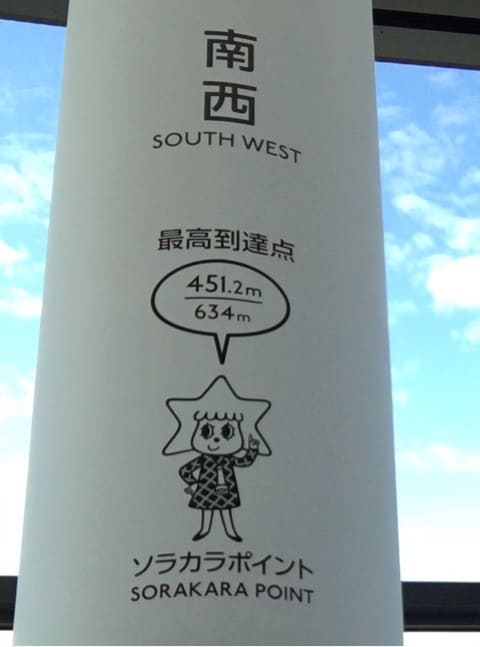 南
西
SOUTH WEST
最高到達点
451.2m
634m
ソラカラポイント
SORAKARA POINT